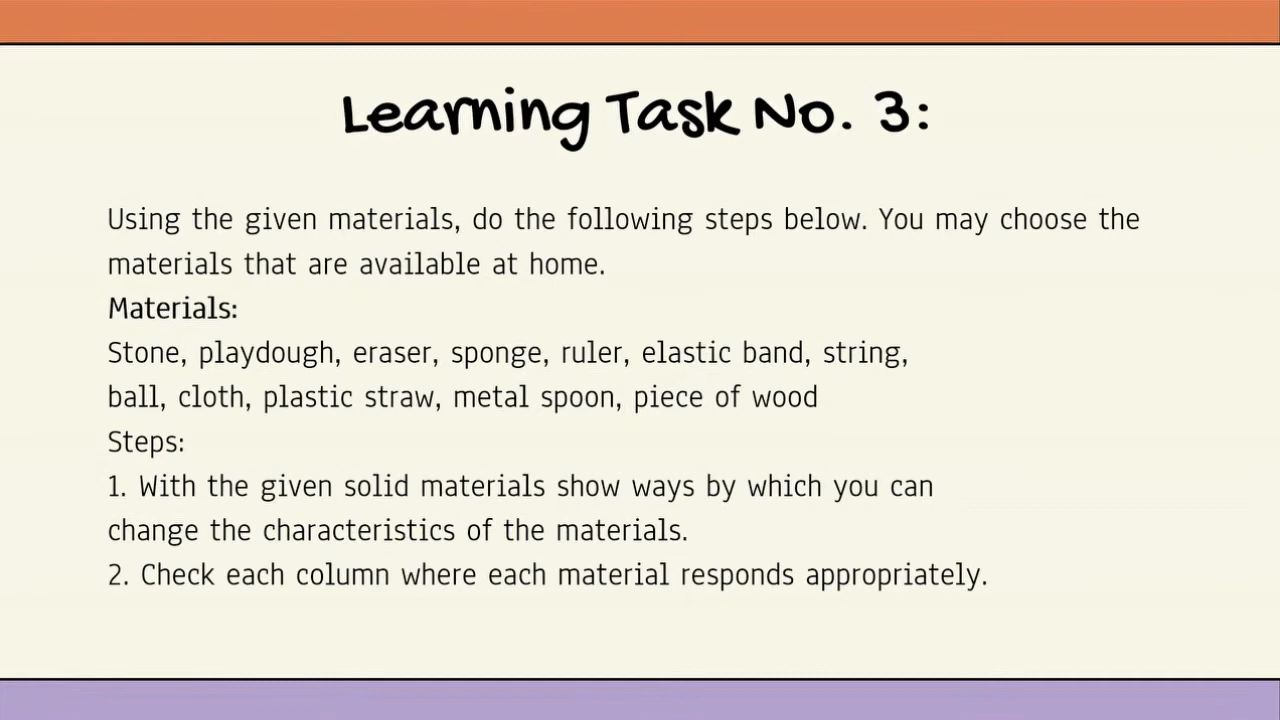 Learning Task No. 3:
Using the given materials, do the following steps below. You may choose the
materials that are available at home.
Materials:
Stone, playdough, eraser, sponge, ruler, elastic band, string,
ball, cloth, plastic straw, metal spoon, piece of wood
Steps:
1. With the given solid materials show ways by which you can
change the characteristics of the materials.
2. Check each column where each material responds appropriately.